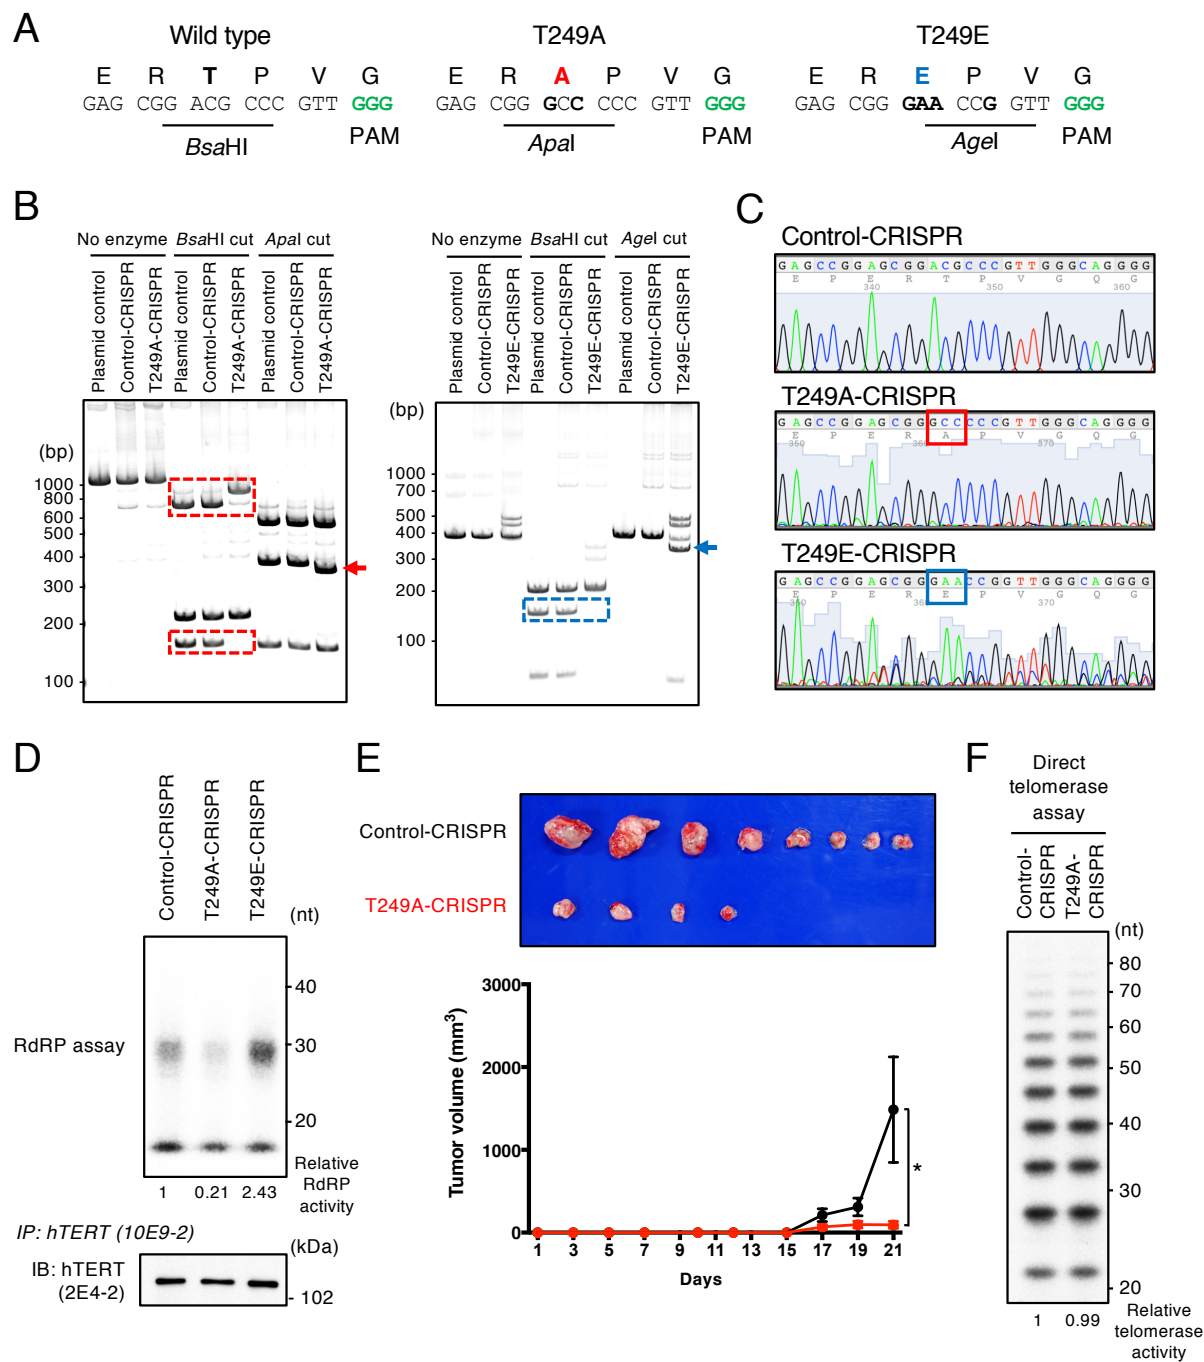 A
Wild type
T249A
T249E
E R T P V G
E R A P V G
E R E P V G
GAG CGG ACG CCC GTT GGG
GAG CGG GCC CCC GTT GGG
GAG CGG GAA CCG GTT GGG
BsaHI
PAM
ApaI
PAM
AgeI
PAM
B
No enzyme
BsaHI cut
ApaI cut
Plasmid control
Control-CRISPR
T249A-CRISPR
Plasmid control
Control-CRISPR
T249A-CRISPR
Plasmid control
Control-CRISPR
T249A-CRISPR
(bp)
1000
800
600
500
400
300
200
100
No enzyme
BsaHI cut
AgeI cut
Plasmid control
Control-CRISPR
T249E-CRISPR
Plasmid control
Control-CRISPR
T249E-CRISPR
Plasmid control
Control-CRISPR
T249E-CRISPR
(bp)
1000
700
500
400
300
200
100
C
Control-CRISPR
GAGCCGGAGCGGACGCCCGTTGGGCAGGGG
E P E R T P V G Q G
340 350 360
T249A-CRISPR
GAGCCGGAGCGGGCCCCCGTTGGGCAGGGG
E P E R A P V G Q G
350 360 370
T249E-CRISPR
GAGCCGGAGCGGGAACCGGTTGGGCAGGGG
E P E R E P V G Q G
350 360 370
D
Control-CRISPR
T249A-CRISPR
T249E-CRISPR
(nt)
40
RdRP assay
30
20
1 0.21 2.43
Relative
RdRP
activity
IP: hTERT (10E9-2)
(kDa)
IB: hTERT
(2E4-2)
102
E
Control-CRISPR
T249A-CRISPR
Tumor volume (mm3)
3000
2000
1000
0
*
1 3 5 7 9 11 13 15 17 19 21
Days
F
Direct
telomerase
assay
Control-
CRISPR
T249A-
CRISPR
(nt)
80
70
60
50
40
30
20
1 0.99
Relative
telomerase
activity